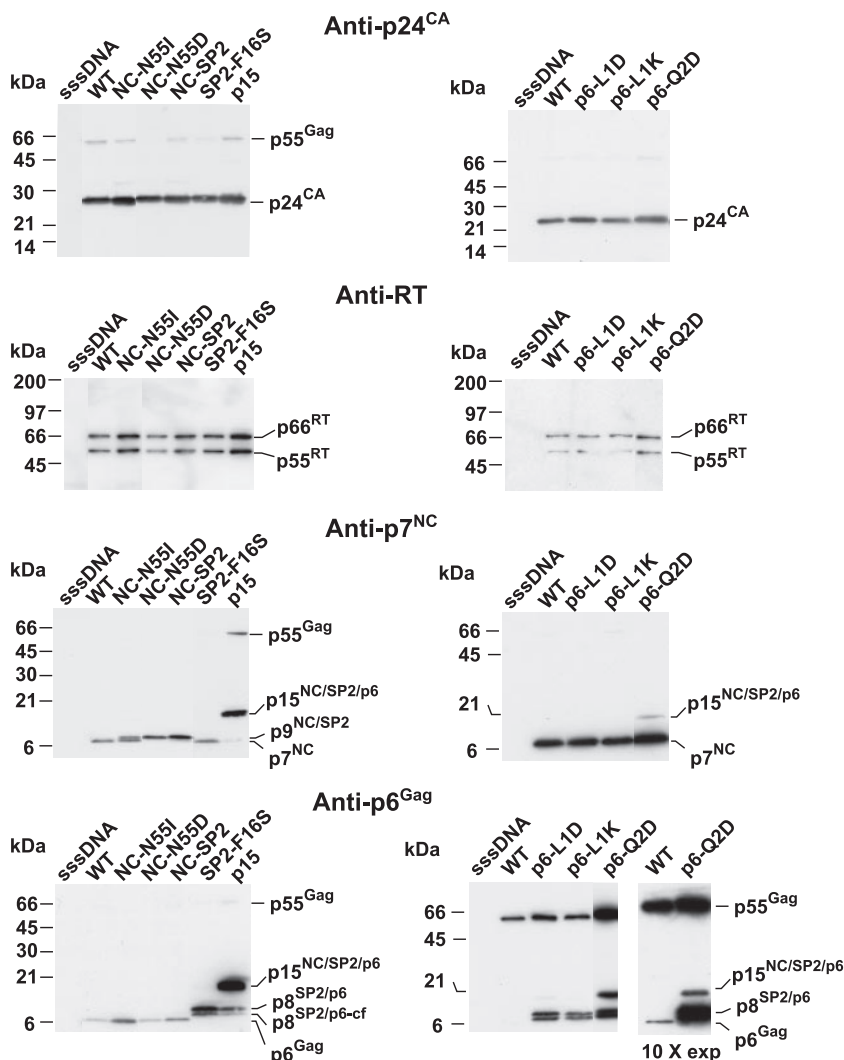 Anti-p24CA
kDa
sssDNA
WT
NC-N55I
NC-N55D
NC-SP2
SP2-F16S
p15
66
45
30
21
14
p55Gag
p24CA
kDa
sssDNA
WT
p6-L1D
p6-L1K
p6-Q2D
66
45
30
21
14
p24CA
Anti-RT
kDa
sssDNA
WT
NC-N55I
NC-N55D
NC-SP2
SP2-F16S
p15
200
97
66
45
p66RT
p55RT
kDa
sssDNA
WT
p6-L1D
p6-L1K
p6-Q2D
200
97
66
45
p66RT
p55RT
Anti-p7NC
kDa
sssDNA
WT
NC-N55I
NC-N55D
NC-SP2
SP2-F16S
p15
66
45
30
21
6
p55Gag
p15NC/SP2/p6
p9NC/SP2
p7NC
kDa
sssDNA
WT
p6-L1D
p6-L1K
p6-Q2D
66
45
21
6
p15NC/SP2/p6
p7NC
Anti-p6Gag
kDa
sssDNA
WT
NC-N55I
NC-N55D
NC-SP2
SP2-F16S
p15
66
45
30
21
6
p55Gag
p15NC/SP2/p6
p8SP2/p6
p8SP2/p6-cf
p6Gag
kDa
sssDNA
WT
p6-L1D
p6-L1K
p6-Q2D
WT
p6-Q2D
66
45
21
6
p55Gag
p15NC/SP2/p6
p8SP2/p6
p6Gag
10 X exp